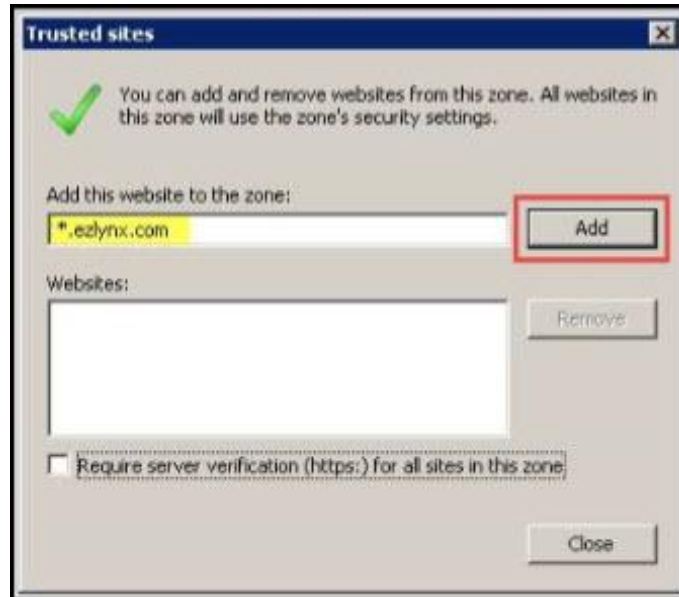 Trusted sites
You can add and remove websites from this zone. All websites in
this zone will use the zone's security settings.
Add this website to the zone:
*.ezlynx.com
Add
Websites:
Remove
Require server verification (https:) for all sites in this zone
Close